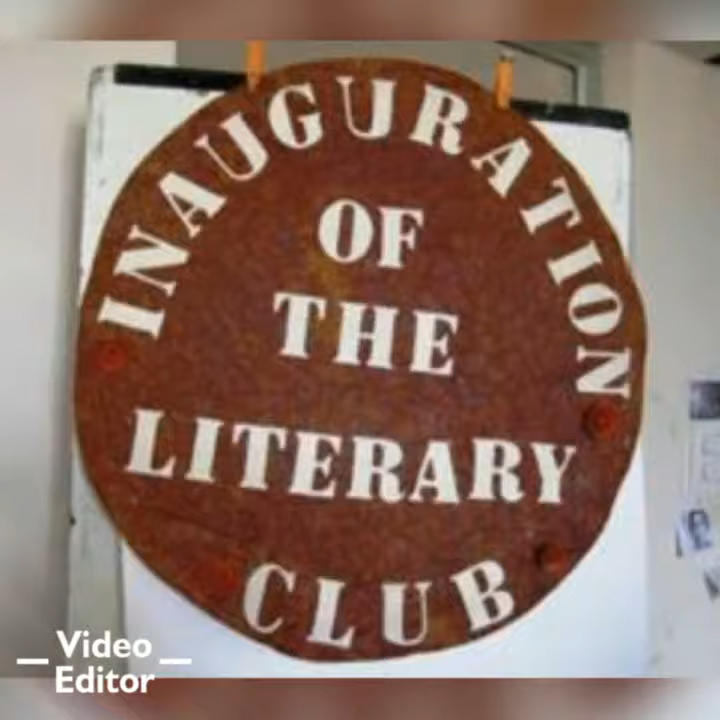 INAUGURATION
OF
THE
LITERARY
CLUB
Video
Editor